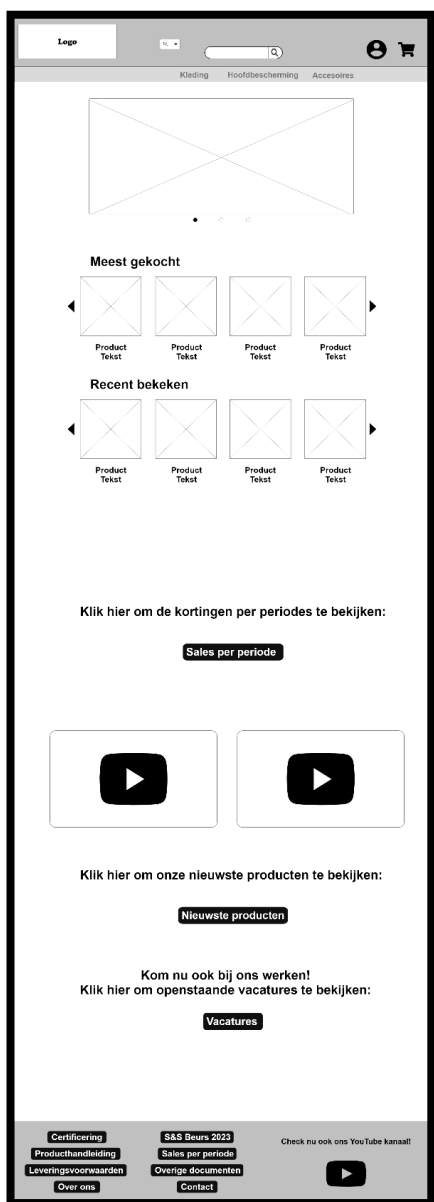 Logo
NL
Kleding Hoofdbescherming Accesoires
Meest gekocht
Product Tekst
Product Tekst
Product Tekst
Product Tekst
Recent bekeken
Product Tekst
Product Tekst
Product Tekst
Product Tekst
Klik hier om de kortingen per periodes te bekijken:
Sales per periode
Klik hier om onze nieuwste producten te bekijken:
Nieuwste producten
Kom nu ook bij ons werken!
Klik hier om openstaande vacatures te bekijken:
Vacatures
Certificering
Producthandleiding
Leveringsvoorwaarden
Over ons
S&S Beurs 2023
Sales per periode
Overige documenten
Contact
Check nu ook ons YouTube kanaal!